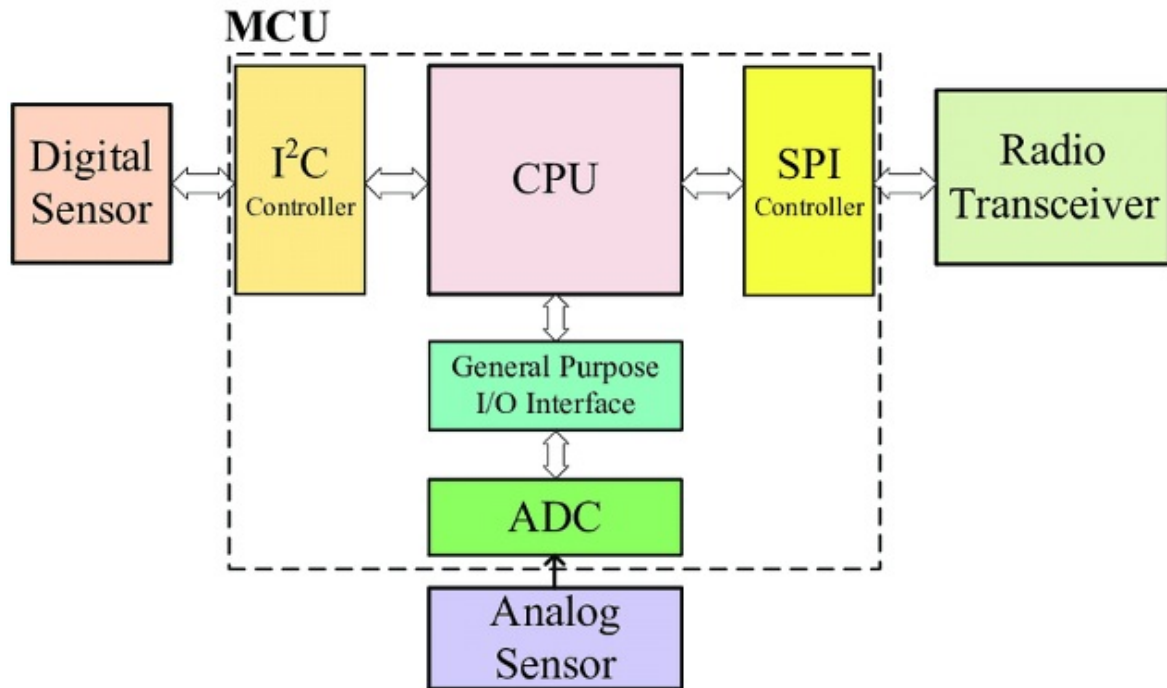 MCU
Digital
Sensor
I²C
Controller
CPU
SPI
Controller
Radio
Transceiver
General Purpose
I/O Interface
ADC
Analog
Sensor